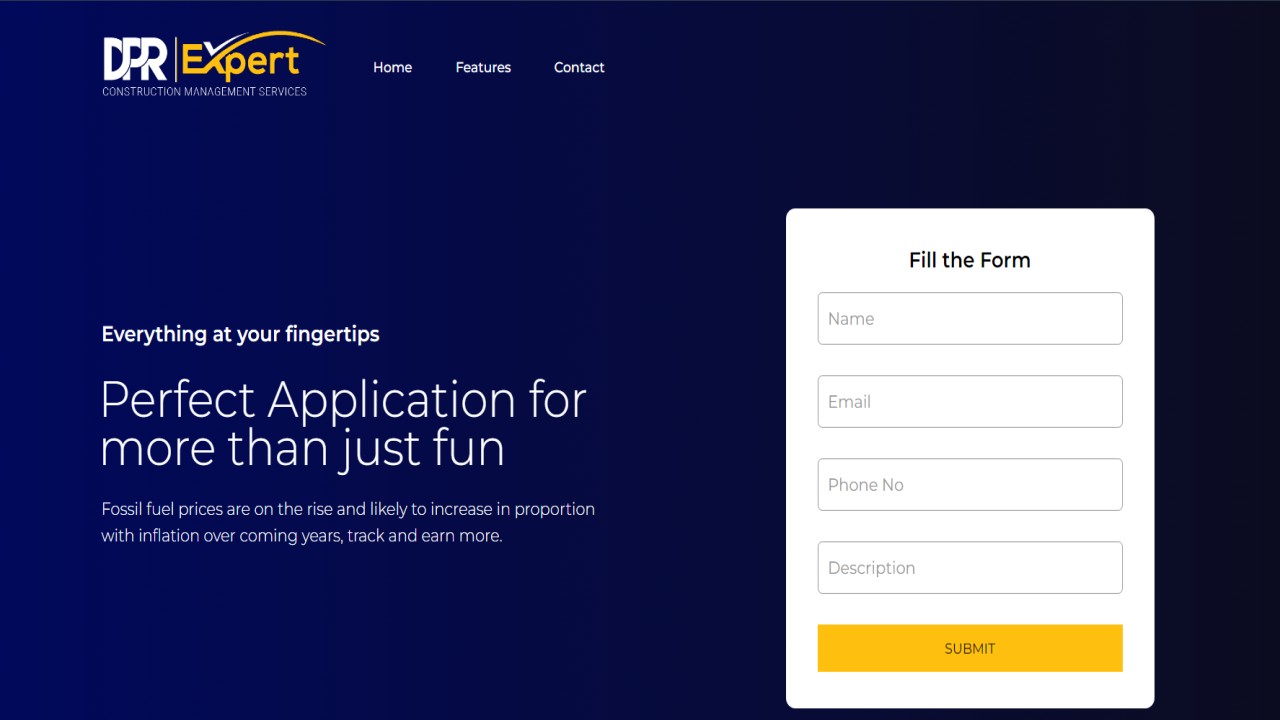 DPR Expert
CONSTRUCTION MANAGEMENT SERVICES
Home Features Contact
Fill the Form
Name
Email
Phone No
Description
SUBMIT
Everything at your fingertips
Perfect Application for
more than just fun
Fossil fuel prices are on the rise and likely to increase in proportion
with inflation over coming years, track and earn more.